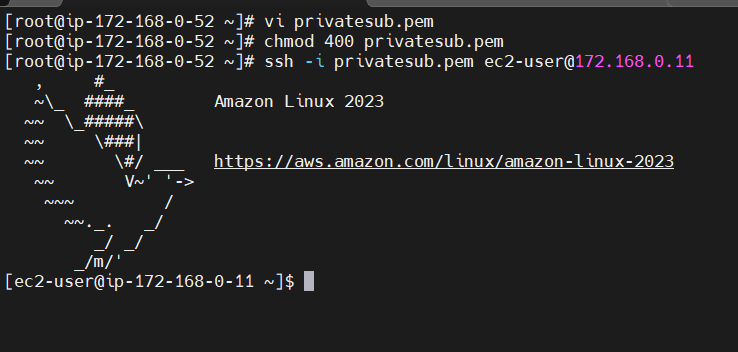 [root@ip-172-168-0-52 ~]# vi privatesub.pem
[root@ip-172-168-0-52 ~]# chmod 400 privatesub.pem
[root@ip-172-168-0-52 ~]# ssh -i privatesub.pem ec2-user@172.168.0.11
   ,     #_
   ~\_  ####_        Amazon Linux 2023
  ~~  \_#####\
  ~~     \###|
  ~~       \#/ ___   https://aws.amazon.com/linux/amazon-linux-2023
   ~~       V~' '->
    ~~~         /
      ~~._.   _/
         _/ _/
       _/m/'
[ec2-user@ip-172-168-0-11 ~]$